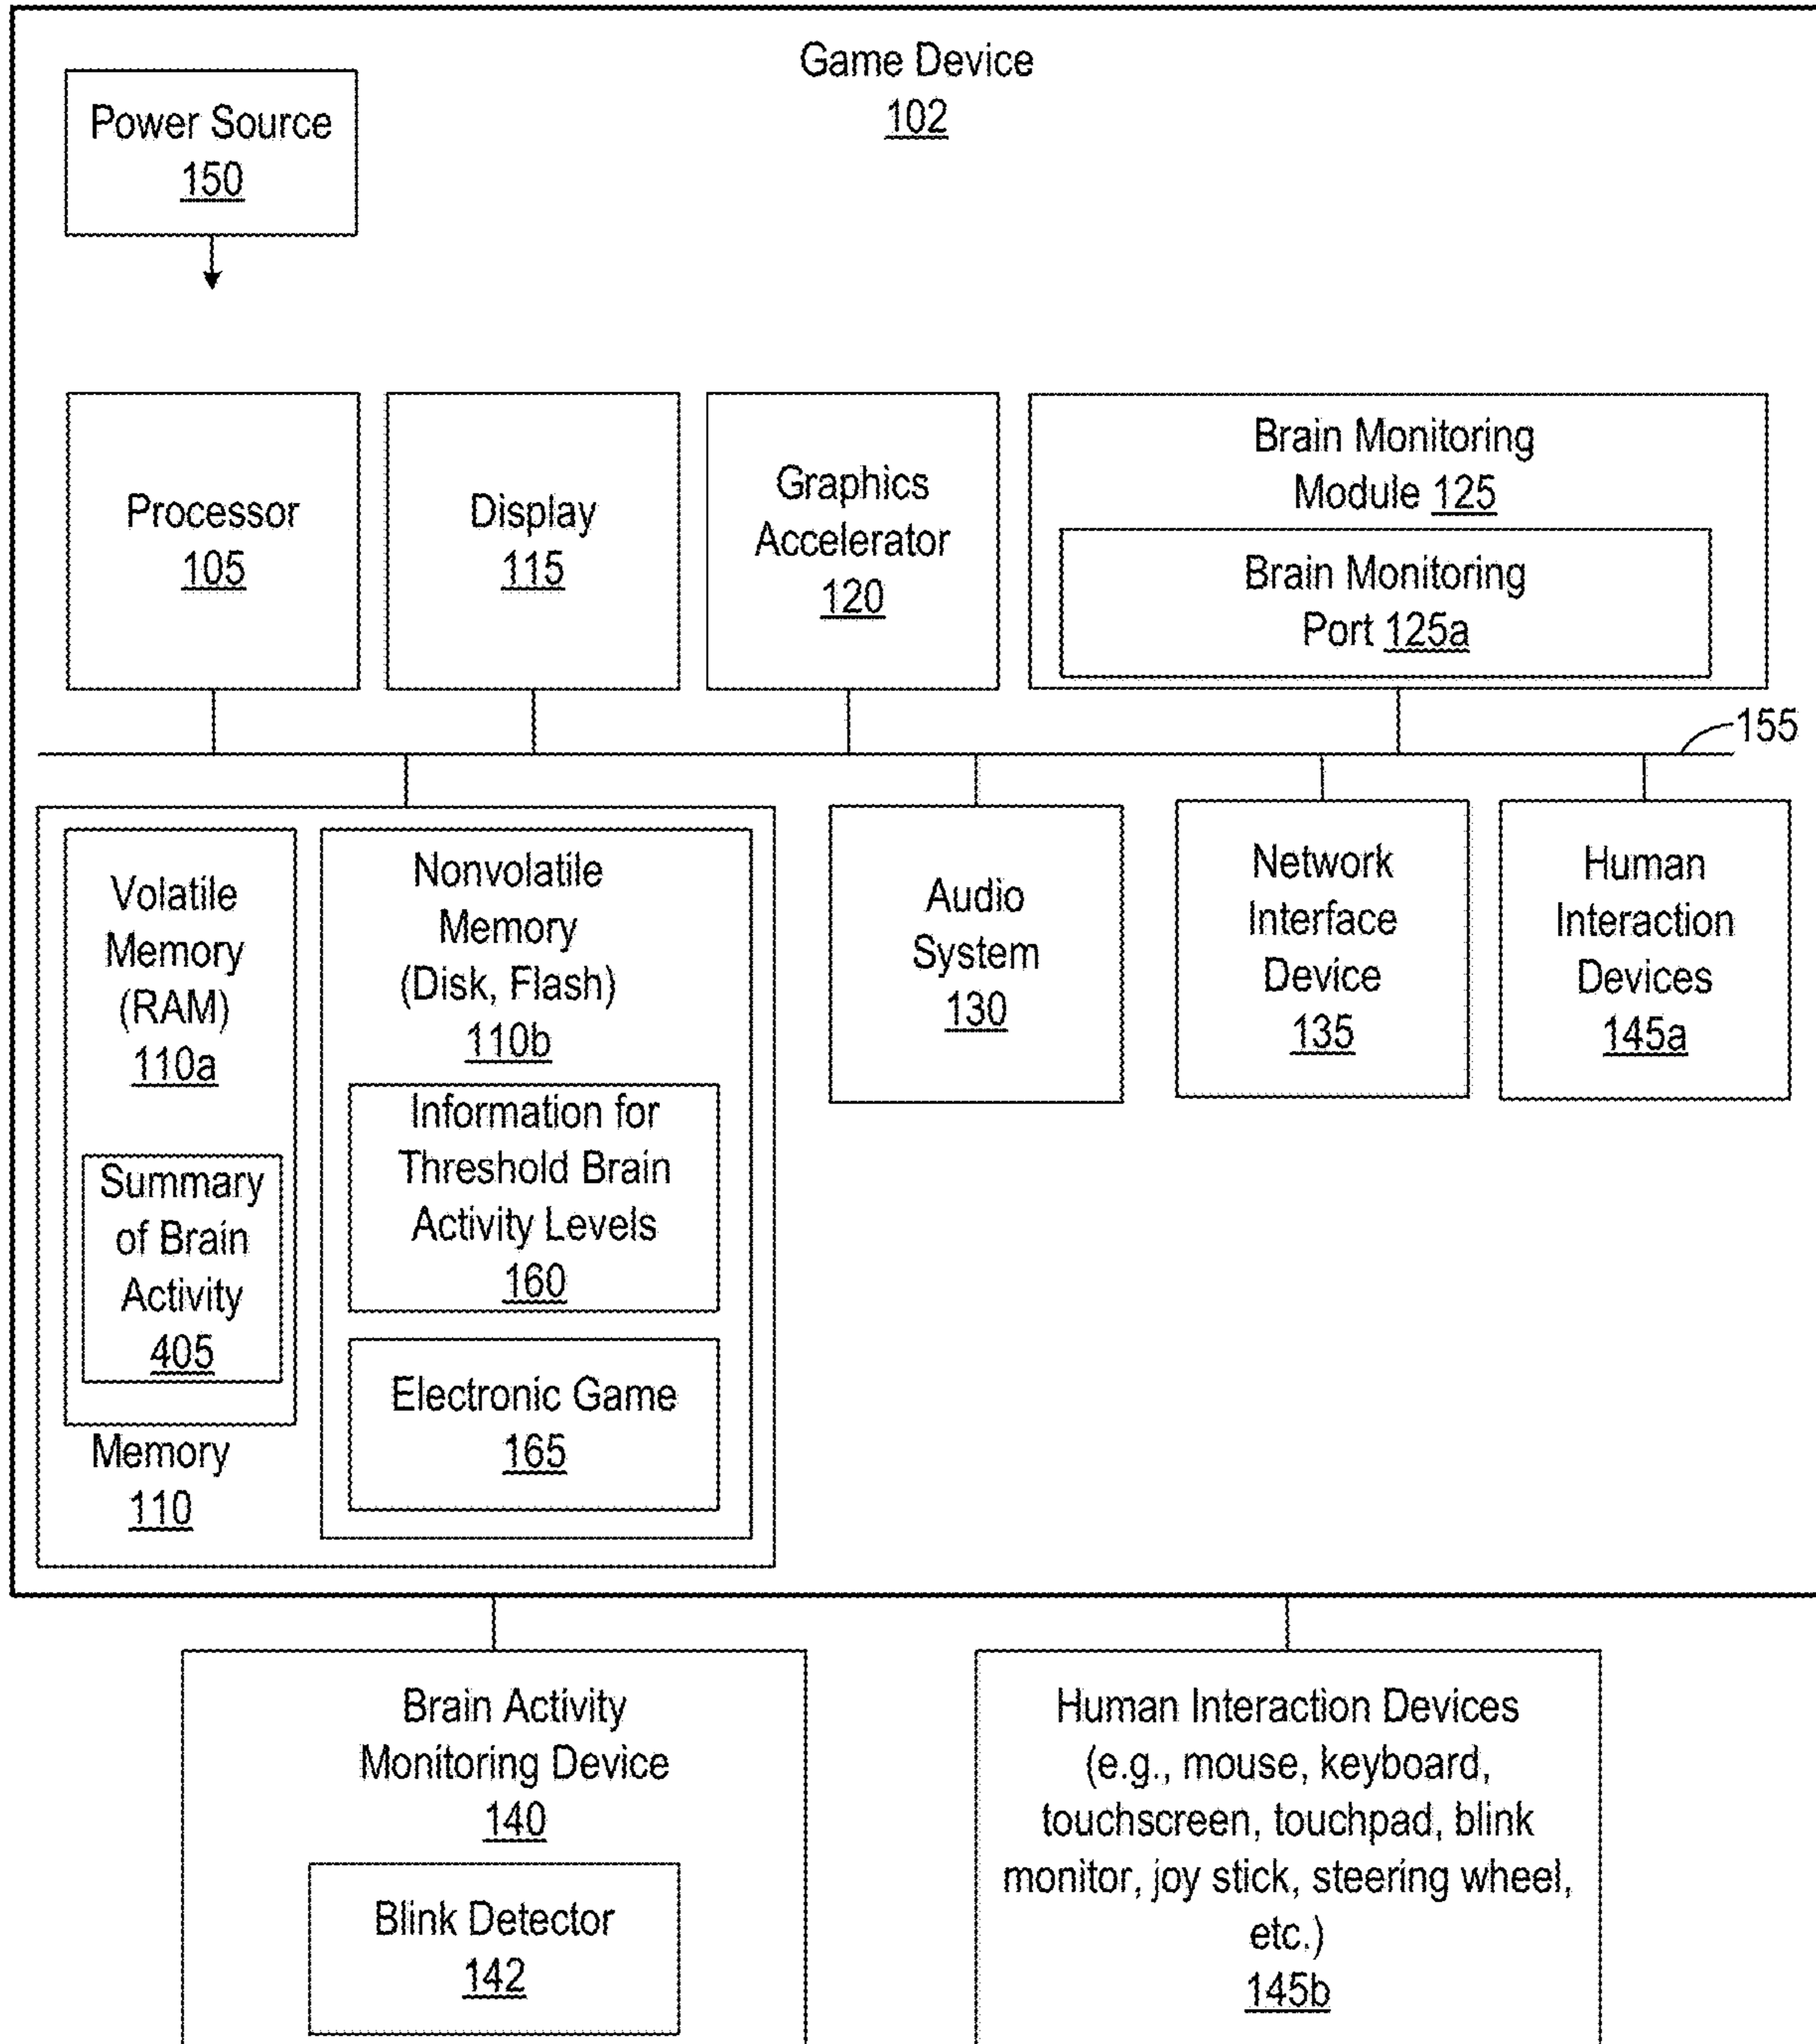 Game Device
102
Power Source
150
Processor
105
Display
115
Graphics
Accelerator
120
Brain Monitoring
Module 125
Brain Monitoring
Port 125a
155
Volatile
Memory
(RAM)
110a
Summary
of Brain
Activity
405
Memory
110
Nonvolatile
Memory
(Disk, Flash)
110b
Information for
Threshold Brain
Activity Levels
160
Electronic Game
165
Audio
System
130
Network
Interface
Device
135
Human
Interaction
Devices
145a
Brain Activity
Monitoring Device
140
Blink Detector
142
Human Interaction Devices
(e.g., mouse, keyboard,
touchscreen, touchpad, blink
monitor, joy stick, steering wheel,
etc.)
145b